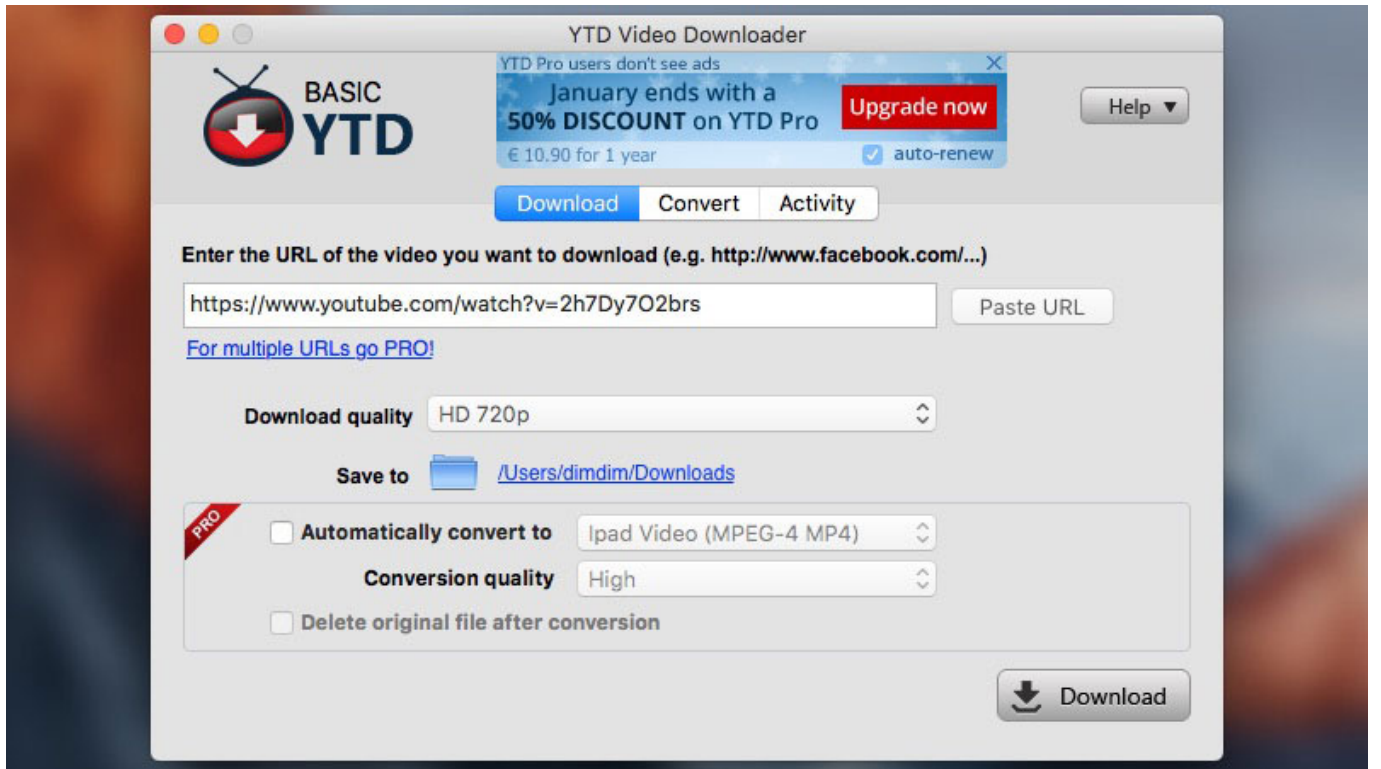 YTD Video Downloader
BASIC
YTD
YTD Pro users don't see ads
January ends with a
50% DISCOUNT on YTD Pro
Upgrade now
€ 10.90 for 1 year
auto-renew
Help
Download Convert Activity
Enter the URL of the video you want to download (e.g. http://www.facebook.com/...)
https://www.youtube.com/watch?v=2h7Dy7O2brs
Paste URL
For multiple URLs go PRO!
Download quality HD 720p
Save to /Users/dimdim/Downloads
PRO
Automatically convert to Ipad Video (MPEG-4 MP4)
Conversion quality High
Delete original file after conversion
Download